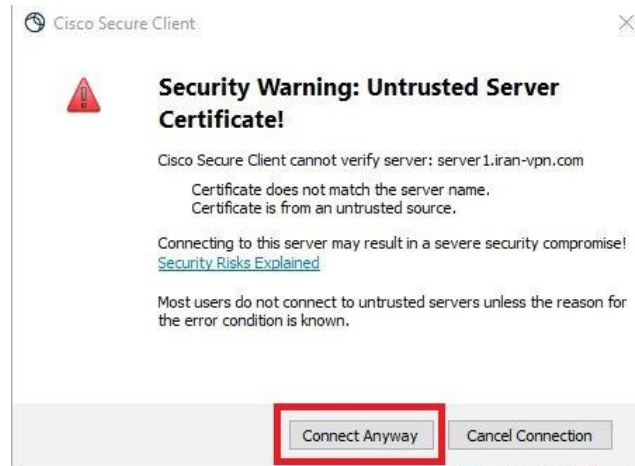 Cisco Secure Client
Security Warning: Untrusted Server
Certificate!
Cisco Secure Client cannot verify server: server1.iran-vpn.com
Certificate does not match the server name.
Certificate is from an untrusted source.
Connecting to this server may result in a severe security compromise!
Security Risks Explained
Most users do not connect to untrusted servers unless the reason for
the error condition is known.
Connect Anyway Cancel Connection